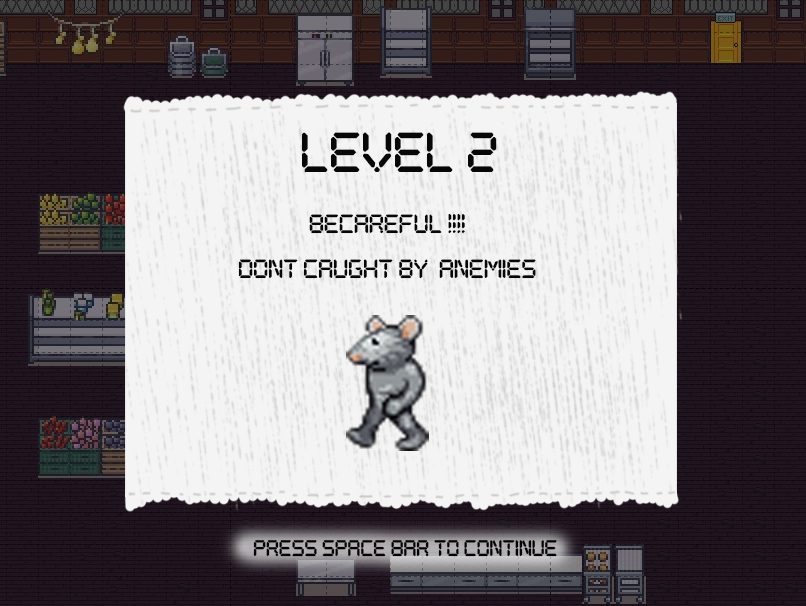 LEVEL 2
BECAREFUL !!!!
DONT CAUGHT BY ANEMIES
PRESS SPACE BAR TO CONTINUE